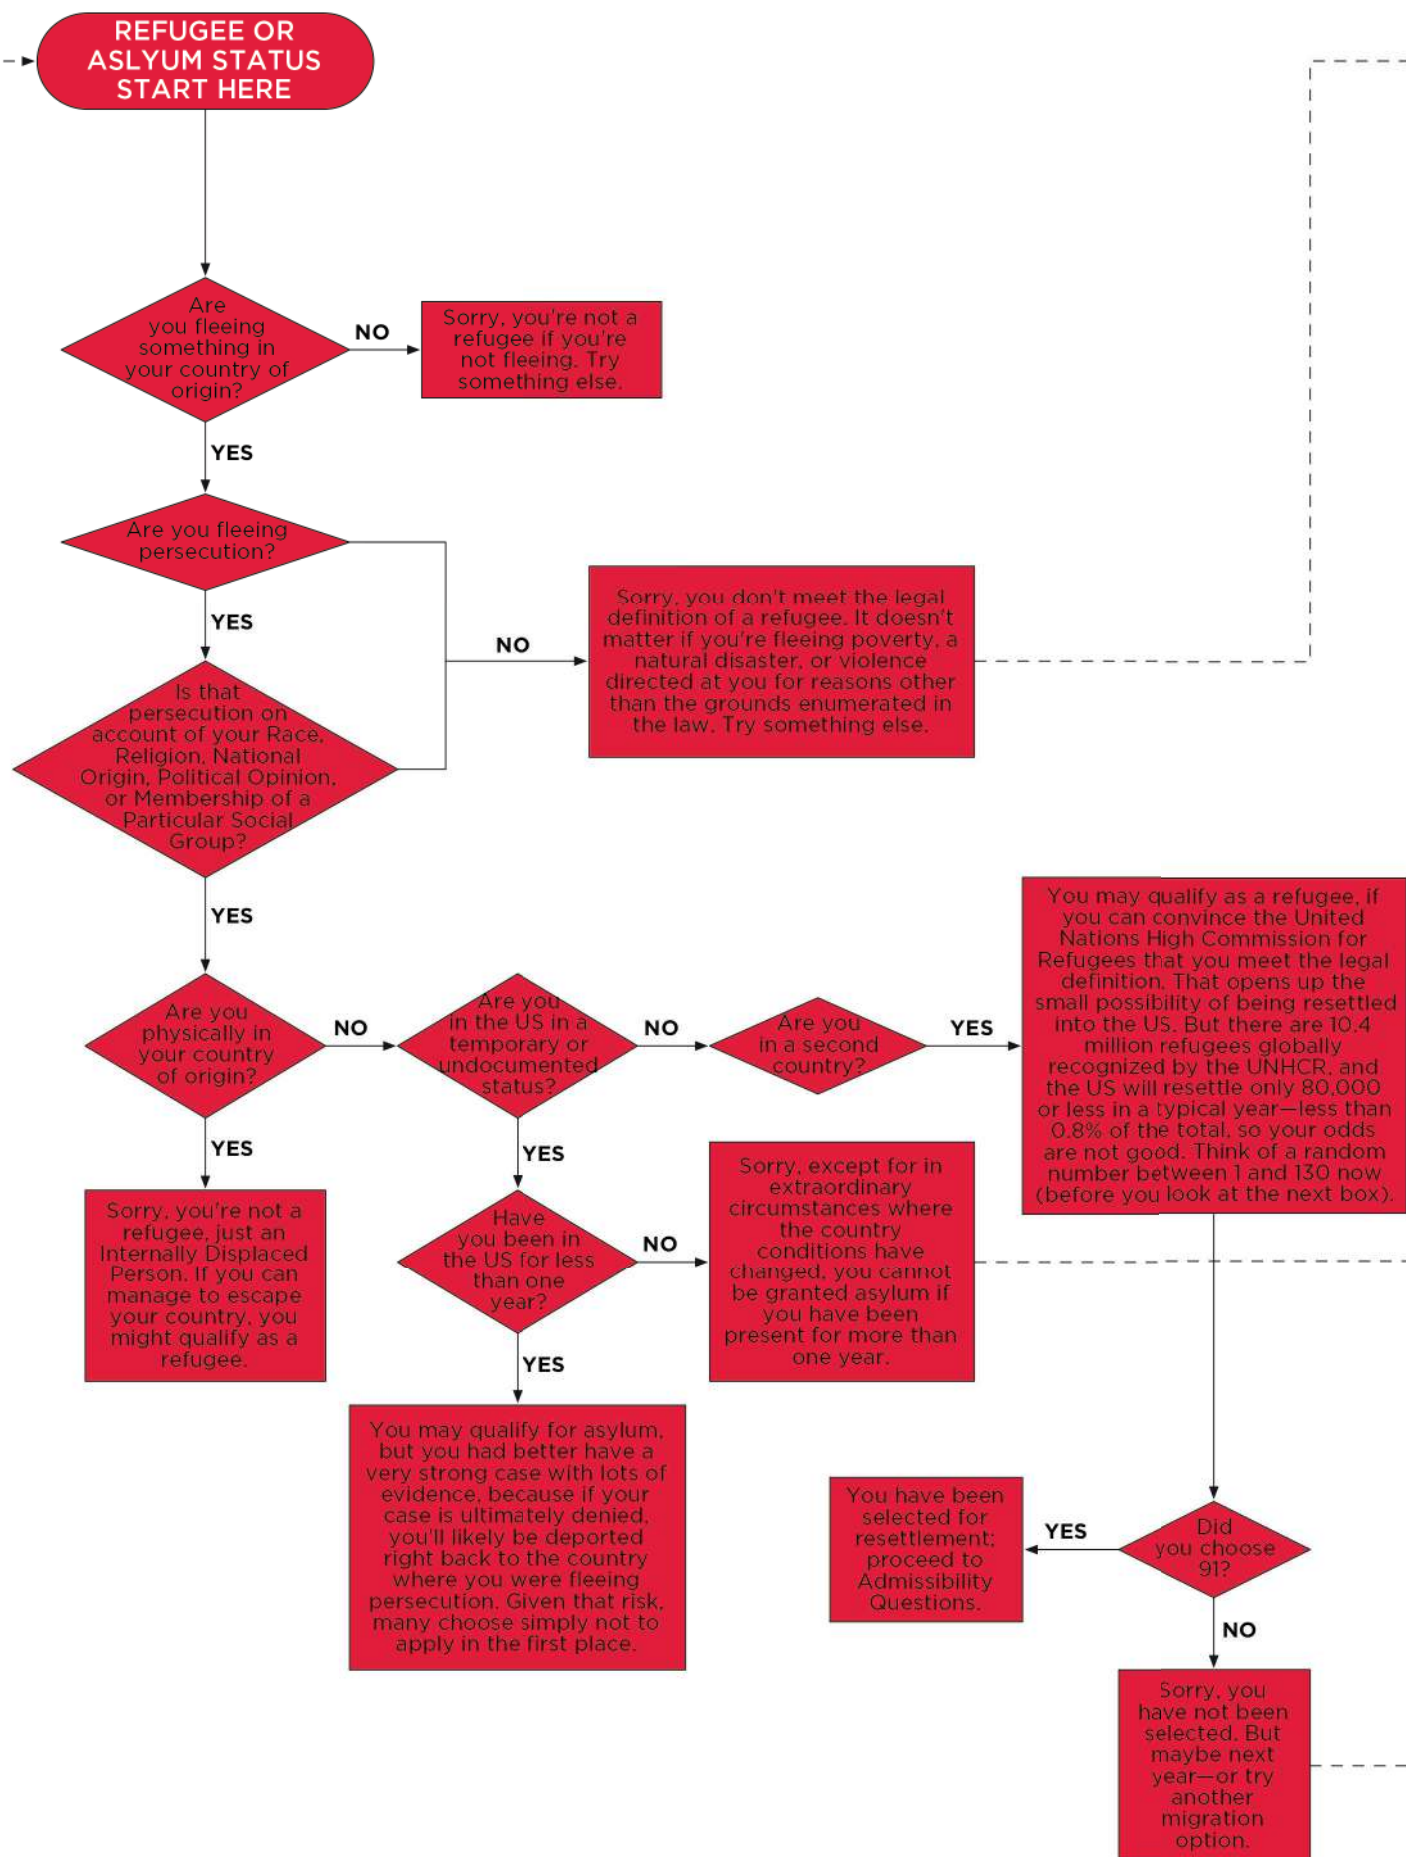 REFUGEE OR
ASLYUM STATUS
START HERE
Are
you fleeing
something in
your country of
origin?
NO
Sorry, you're not a
refugee if you're
not fleeing. Try
something else.
YES
Are you fleeing
persecution?
YES
NO
Sorry, you don't meet the legal
definition of a refugee. It doesn't
matter if you're fleeing poverty, a
natural disaster, or violence
directed at you for reasons other
than the grounds enumerated in
the law. Try something else.
Is that
persecution on
account of your Race,
Religion, National
Origin, Political Opinion,
or Membership of a
Particular Social
Group?
YES
Are you
physically in
your country
of origin?
NO
Are you
in the US in a
temporary or
undocumented
status?
NO
Are you
in a second
country?
YES
You may qualify as a refugee, if
you can convince the United
Nations High Commission for
Refugees that you meet the legal
definition. That opens up the
small possibility of being resettled
into the US. But there are 10.4
million refugees globally
recognized by the UNHCR, and
the US will resettle only 80,000
or less in a typical year—less than
0.8% of the total, so your odds
are not good. Think of a random
number between 1 and 130 now
(before you look at the next box).
YES
Sorry, you're not a
refugee, just an
Internally Displaced
Person. If you can
manage to escape
your country, you
might qualify as a
refugee.
YES
Have
you been in
the US for less
than one
year?
NO
Sorry, except for in
extraordinary
circumstances where
the country
conditions have
changed, you cannot
be granted asylum if
you have been
present for more than
one year.
YES
You may qualify for asylum,
but you had better have a
very strong case with lots of
evidence, because if your
case is ultimately denied,
you'll likely be deported
right back to the country
where you were fleeing
persecution. Given that risk,
many choose simply not to
apply in the first place.
Did
you choose
91?
YES
You have been
selected for
resettlement;
proceed to
Admissibility
Questions.
NO
Sorry, you
have not been
selected. But
maybe next
year—or try
another
migration
option.